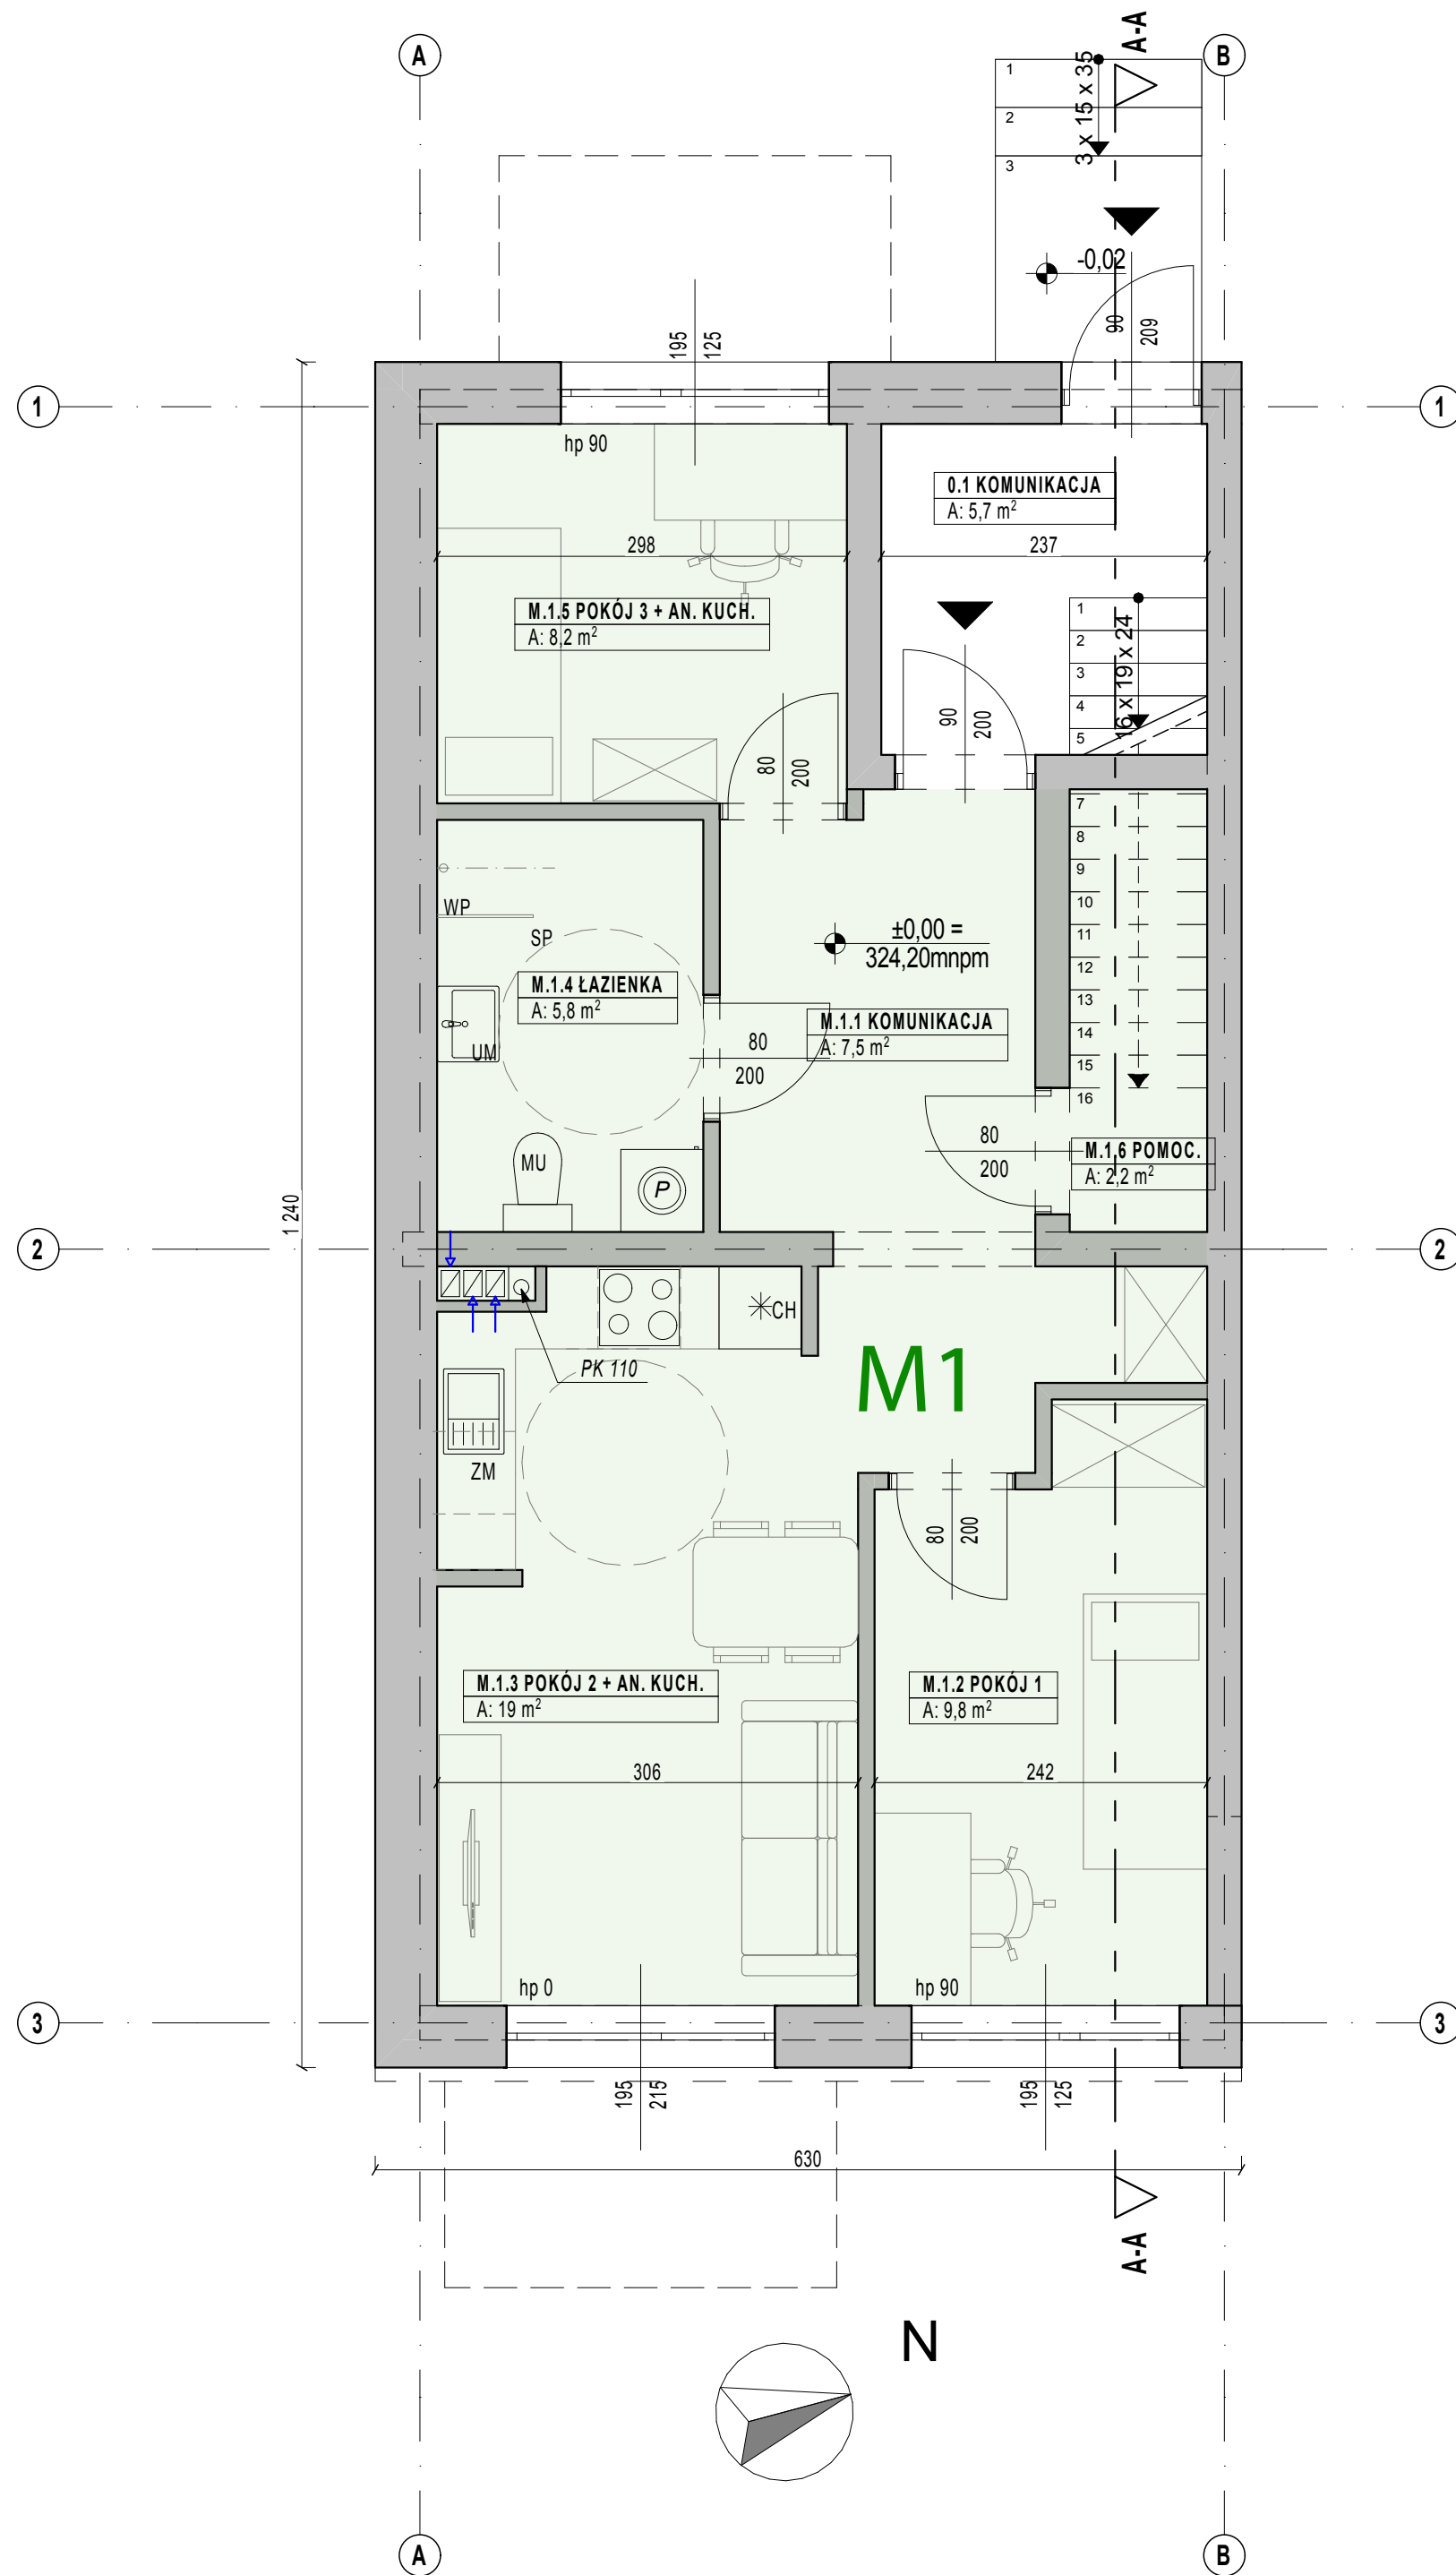 A
B
A-A
1
2
3
3 x 15 x 35
-0,02
90
209
195
125
1
1
hp 90
0.1 KOMUNIKACJA
A: 5,7 m²
298
237
M.1.5 POKÓJ 3 + AN. KUCH.
A: 8,2 m²
1
2
3
4
5
16 x 19 x 24
90
200
80
200
7
8
9
10
11
12
13
14
15
16
WP
SP
±0,00 =
324,20mnpm
M.1.4 ŁAZIENKA
A: 5,8 m²
UM
M.1.1 KOMUNIKACJA
A: 7,5 m²
80
200
80
200
M.1.6 POMOC.
A: 2,2 m²
MU
P
1 240
2
2
CH
PK 110
M1
ZM
80
200
M.1.3 POKÓJ 2 + AN. KUCH.
A: 19 m²
M.1.2 POKÓJ 1
A: 9,8 m²
306
242
hp 0
hp 90
3
3
195
215
195
125
630
A-A
N
A
B